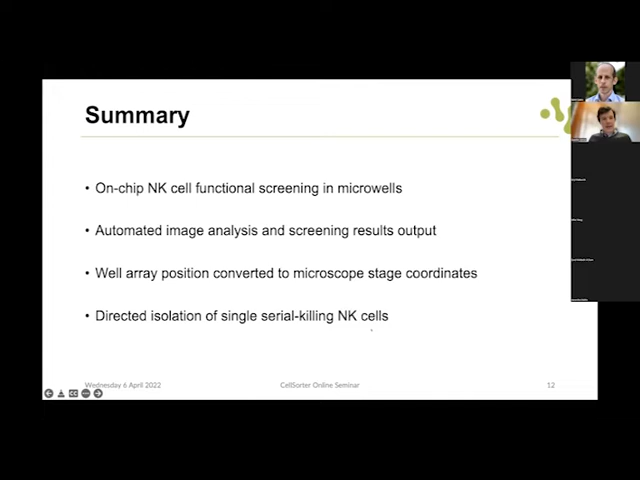 Summary
• On-chip NK cell functional screening in microwells
• Automated image analysis and screening results output
• Well array position converted to microscope stage coordinates
• Directed isolation of single serial-killing NK cells
Wednesday 6 April 2022
CellSorter Online Seminar
12